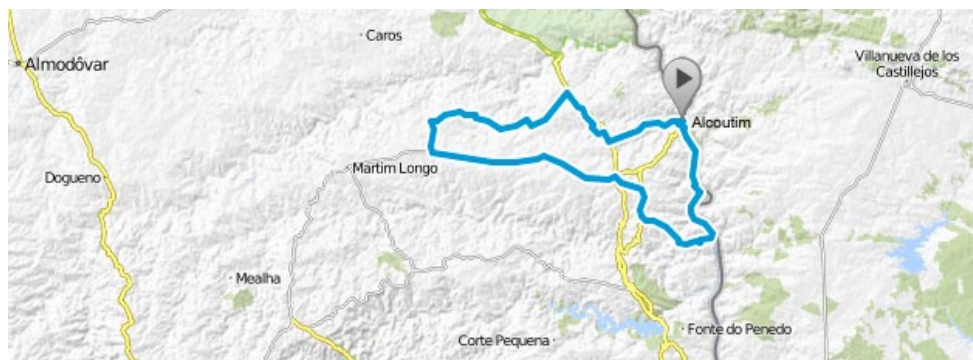 Caros
Villanueva de los
Castillejos
Almodôvar
Alcoutim
Martim Longo
Dogueno
Mealha
Fonte do Penedo
Corte Pequena